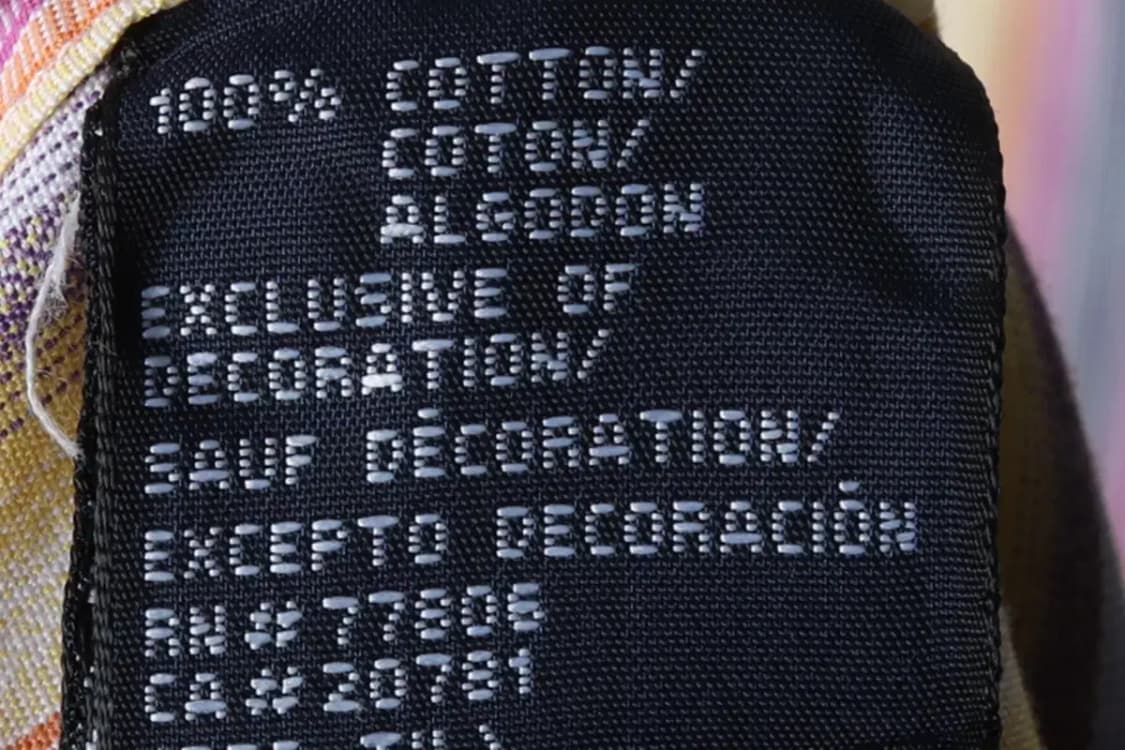 100% COTTON/
COTON/
ALGODON
EXCLUSIVE OF
DECORATION/
SAUF DÉCORATION/
EXCEPTO DECORACIÓN
RN # 77806
CA # 20781